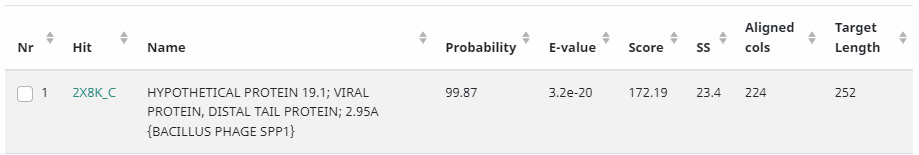 Nr Hit Name Probability E-value Score SS Aligned cols Target Length
1 2X8K_C HYPOTHETICAL PROTEIN 19.1; VIRAL 99.87 3.2e-20 172.19 23.4 224 252
PROTEIN, DISTAL TAIL PROTEIN; 2.95A
{BACILLUS PHAGE SPP1}